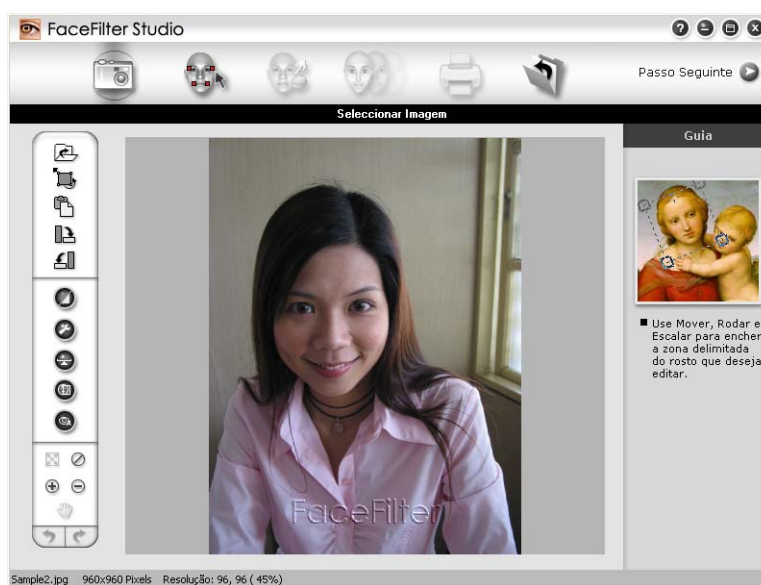 FaceFilter Studio
Passo Seguinte
Seleccionar Imagem
Guia
Use Mover, Rodar e
Escalar para encher
a zona delimitada
do rosto que deseja
editar.
FaceFilter
Sample2.jpg 960x960 Pixels Resolução: 96, 96 ( 45%)